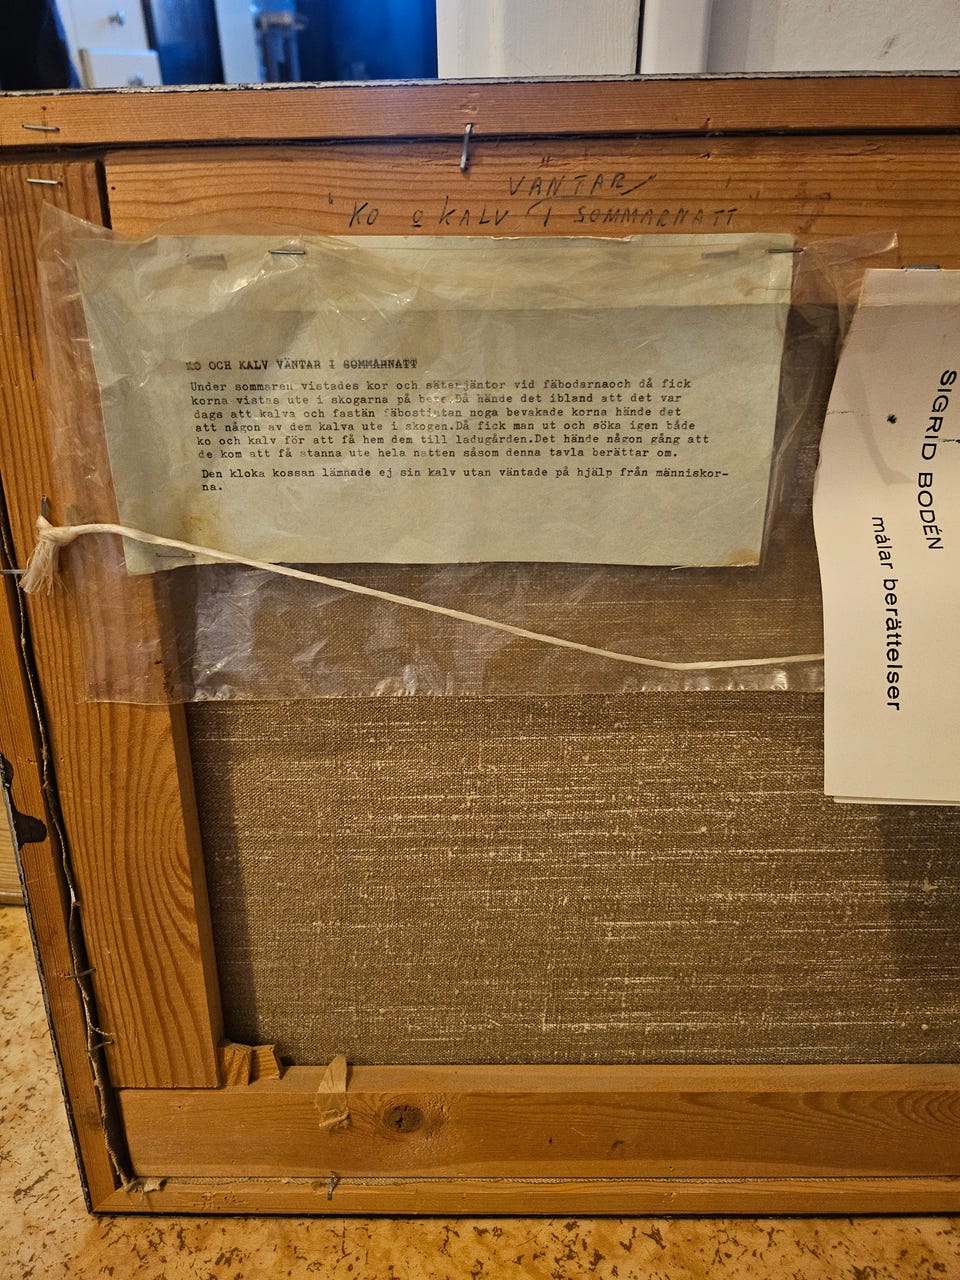 VÄNTAR
"KO o KALV I SOMMARNATT"
KO OCH KALV VÄNTAR I SOMMARNATT
Under sommaren vistades kor och säterjäntor vid fäbodarnaoch då fick
korna vistas ute i skogarna på bete.Då hände det ibland att det var
dags att kalva och fastän fäbostintan noga bevakade korna hände det
att någon av dem kalva ute i skogen.Då fick man ut och söka igen både
ko och kalv för att få hem dem till ladugården.Det hände någon gång att
de kom att få stanna ute hela natten såsom denna tavla berättar om.
Den kloka kossan lämnade ej sin kalv utan väntade på hjälp från människor-
na.
SIGRID BODÉN
målar berättelser